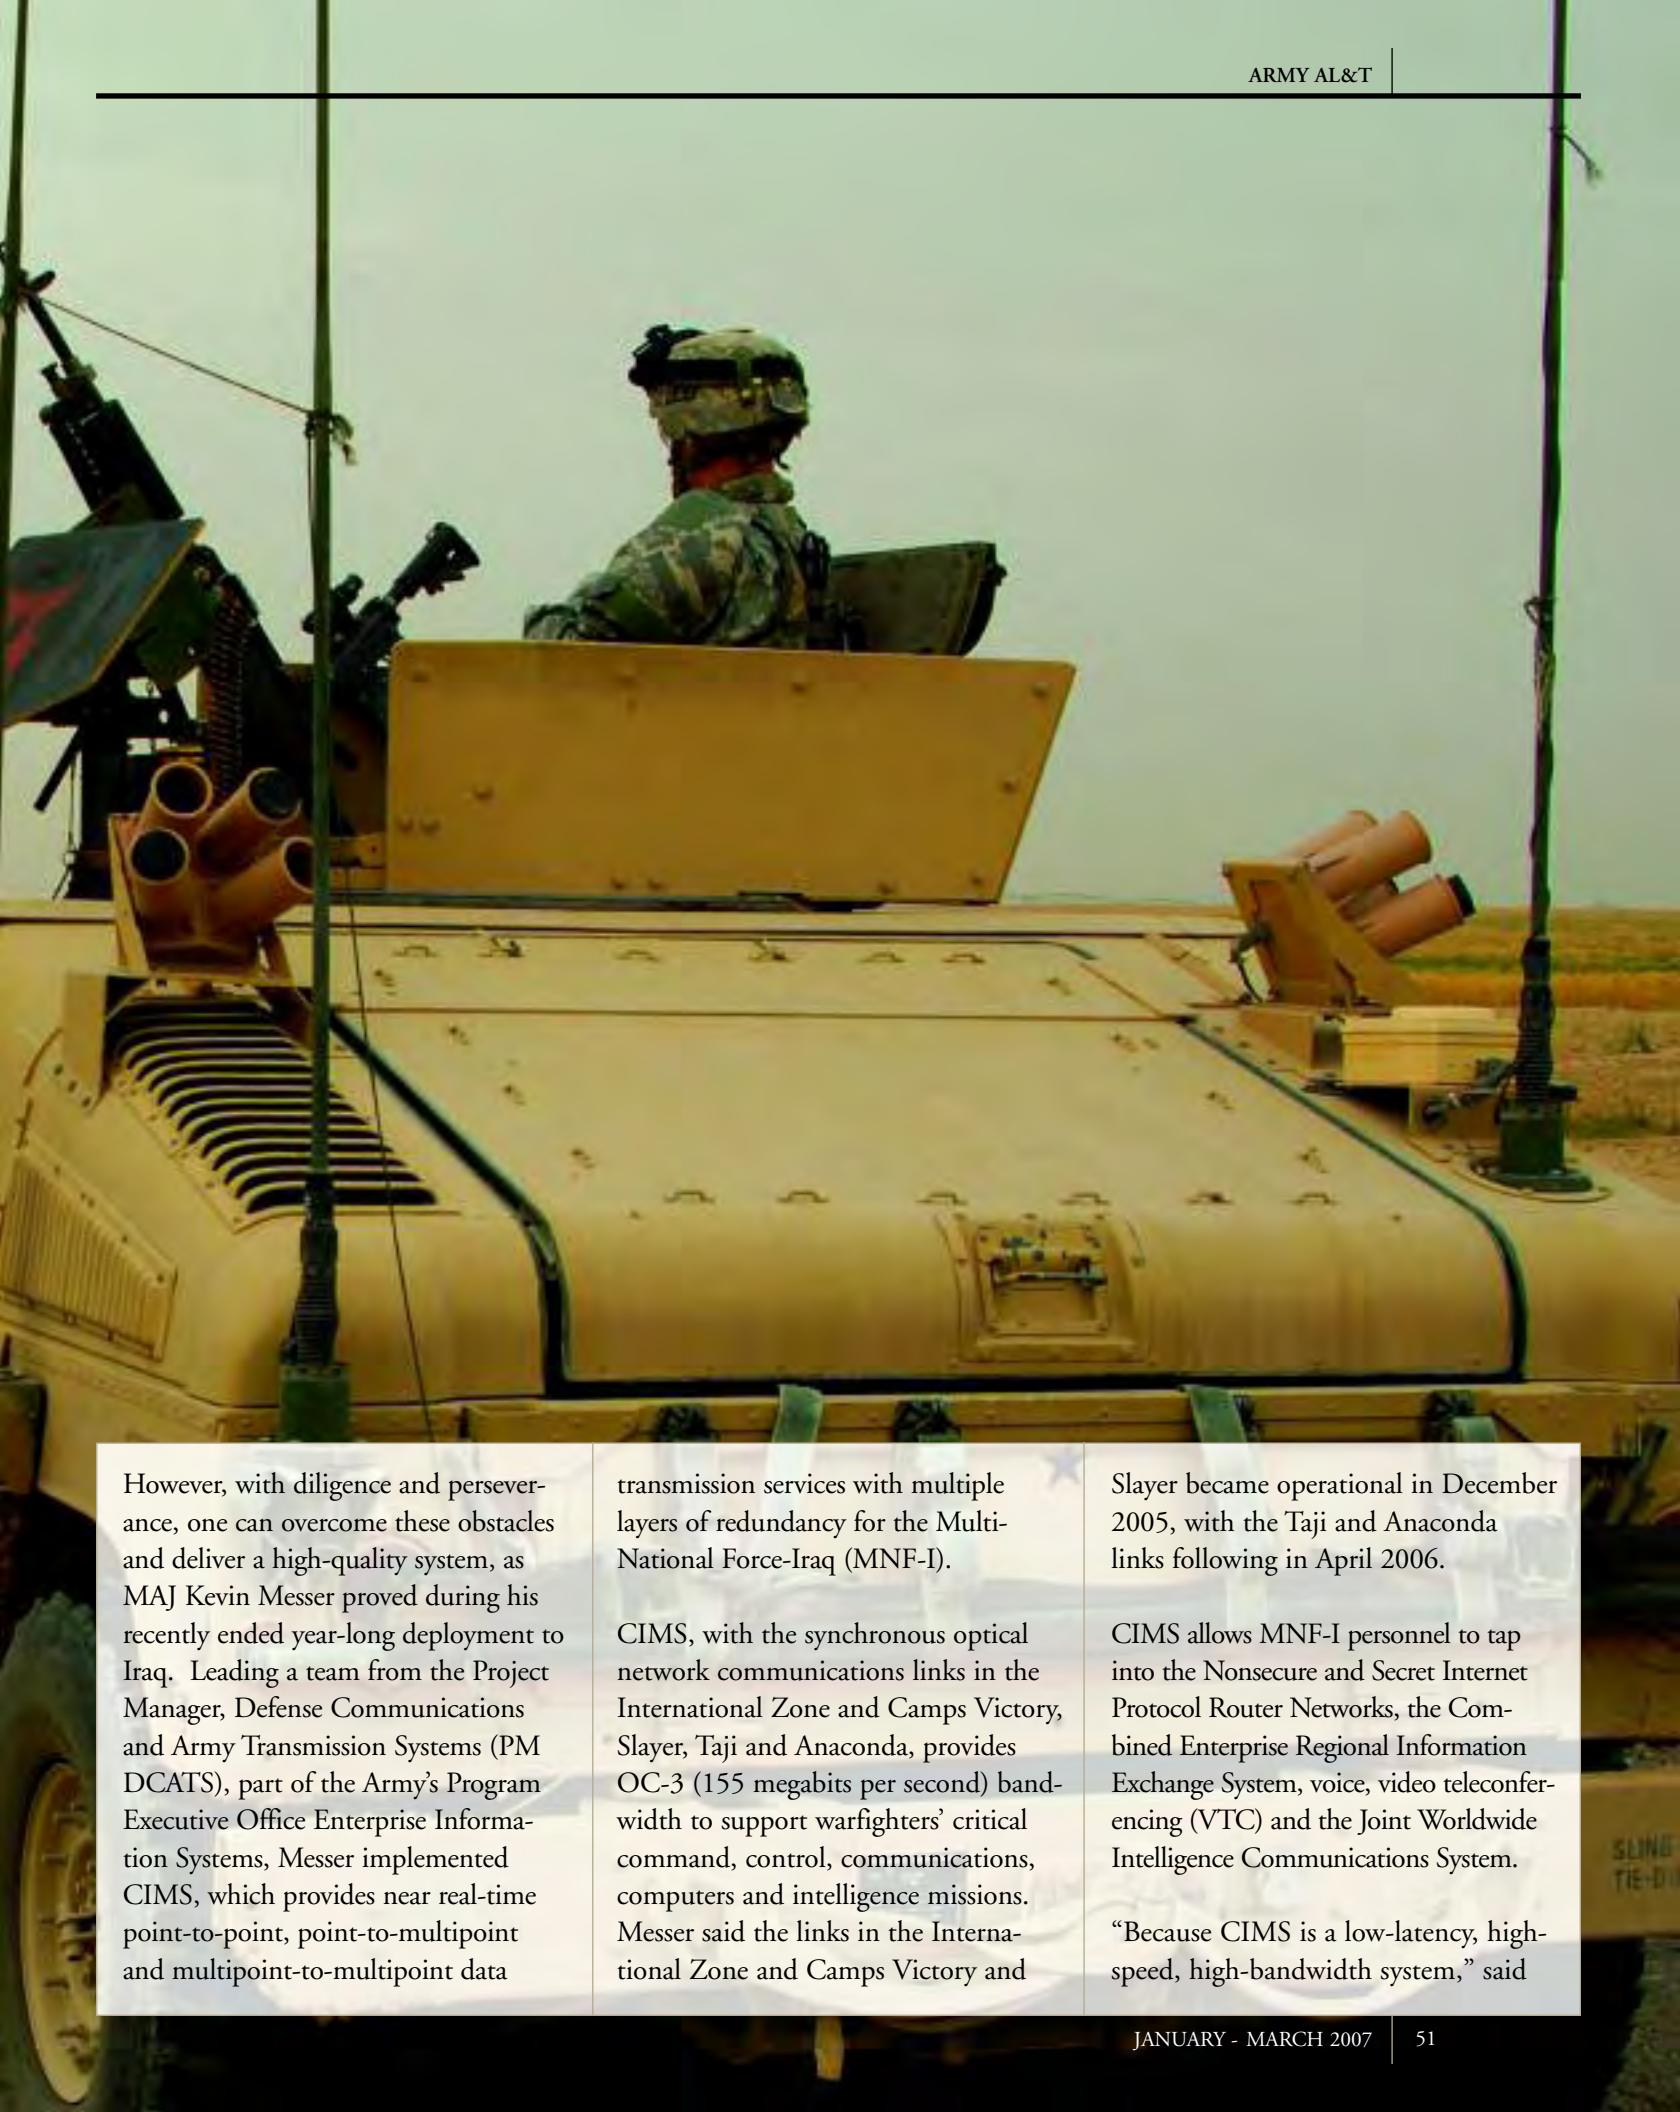 ARMY AL&T
However, with diligence and persever-
ance, one can overcome these obstacles
and deliver a high-quality system, as
MAJ Kevin Messer proved during his
recently ended year-long deployment to
Iraq.  Leading a team from the Project
Manager, Defense Communications
and Army Transmission Systems (PM
DCATS), part of the Army’s Program
Executive Office Enterprise Informa-
tion Systems, Messer implemented
CIMS, which provides near real-time
point-to-point, point-to-multipoint
and multipoint-to-multipoint data
transmission services with multiple
layers of redundancy for the Multi-
National Force-Iraq (MNF-I).
CIMS, with the synchronous optical
network communications links in the
International Zone and Camps Victory,
Slayer, Taji and Anaconda, provides
OC-3 (155 megabits per second) band-
width to support warfighters’ critical
command, control, communications,
computers and intelligence missions.
Messer said the links in the Interna-
tional Zone and Camps Victory and
Slayer became operational in December
2005, with the Taji and Anaconda
links following in April 2006.
CIMS allows MNF-I personnel to tap
into the Nonsecure and Secret Internet
Protocol Router Networks, the Com-
bined Enterprise Regional Information
Exchange System, voice, video teleconfer-
encing (VTC) and the Joint Worldwide
Intelligence Communications System.
“Because CIMS is a low-latency, high-
speed, high-bandwidth system,” said
SLING
JANUARY - MARCH 2007
51